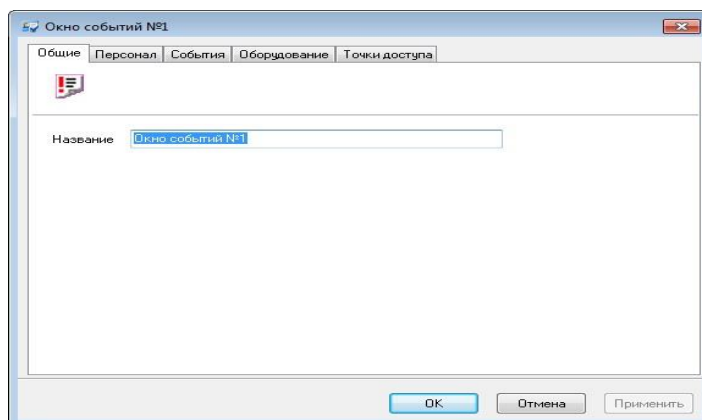 Окно событий №1
Общие Персонал События Оборудование Точки доступа
Название Окно событий №1
OK Отмена Применить